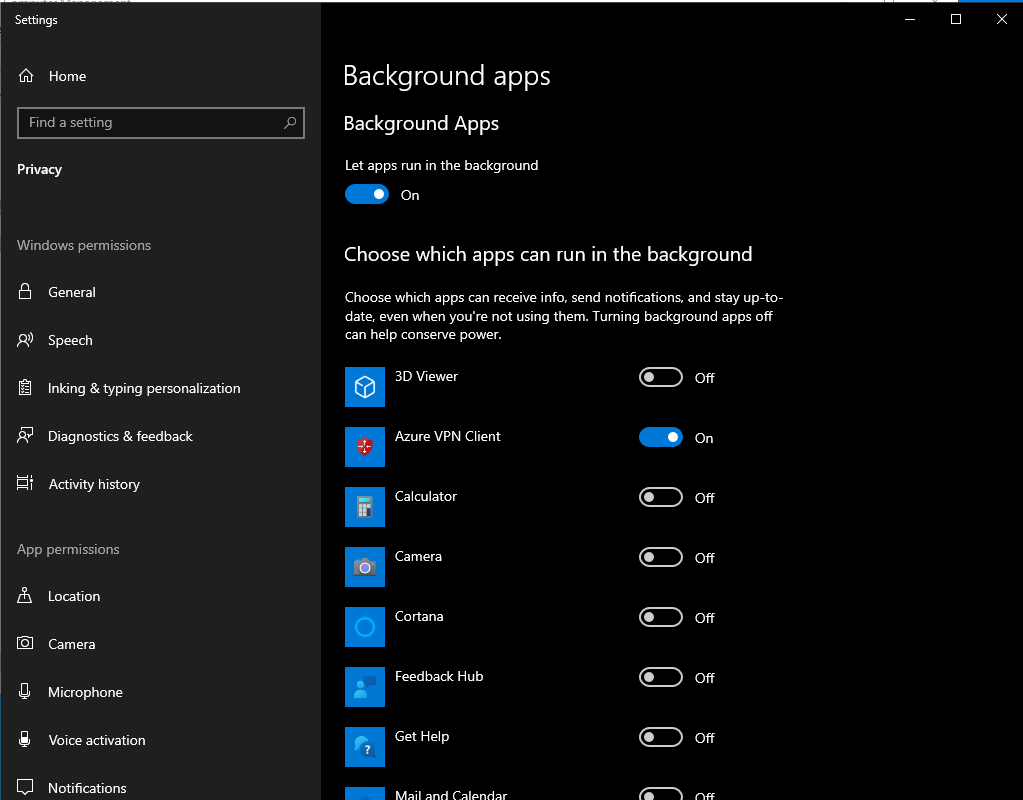 Computer Management
Settings
Home
Find a setting
Privacy
Windows permissions
General
Speech
Inking & typing personalization
Diagnostics & feedback
Activity history
App permissions
Location
Camera
Microphone
Voice activation
Notifications
Background apps
Background Apps
Let apps run in the background
On
Choose which apps can run in the background
Choose which apps can receive info, send notifications, and stay up-to-
date, even when you're not using them. Turning background apps off
can help conserve power.
3D Viewer Off
Azure VPN Client On
Calculator Off
Camera Off
Cortana Off
Feedback Hub Off
Get Help Off
Mail and Calendar Off